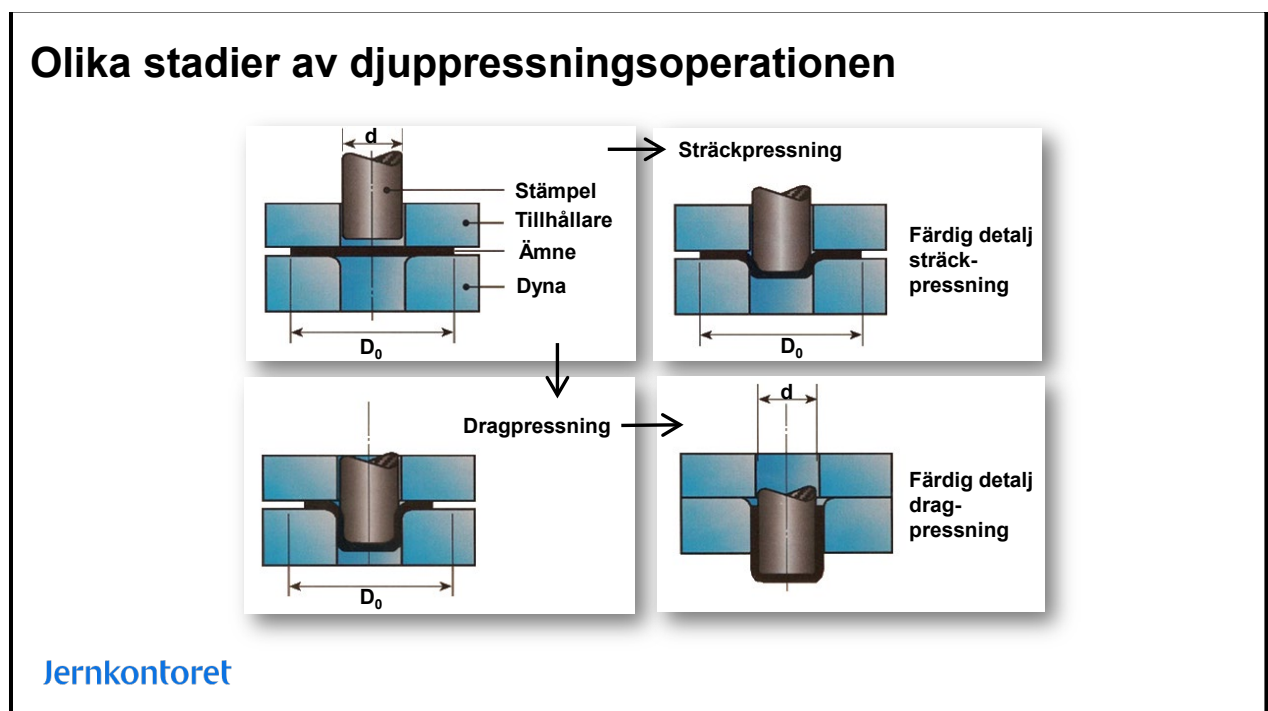 Olika stadier av djuppressningsoperationen
d
Stämpel
Tillhållare
Ämne
Dyna
D₀
Sträckpressning
Färdig detalj
sträck-
pressning
D₀
Dragpressning
D₀
d
Färdig detalj
drag-
pressning
Jernkontoret